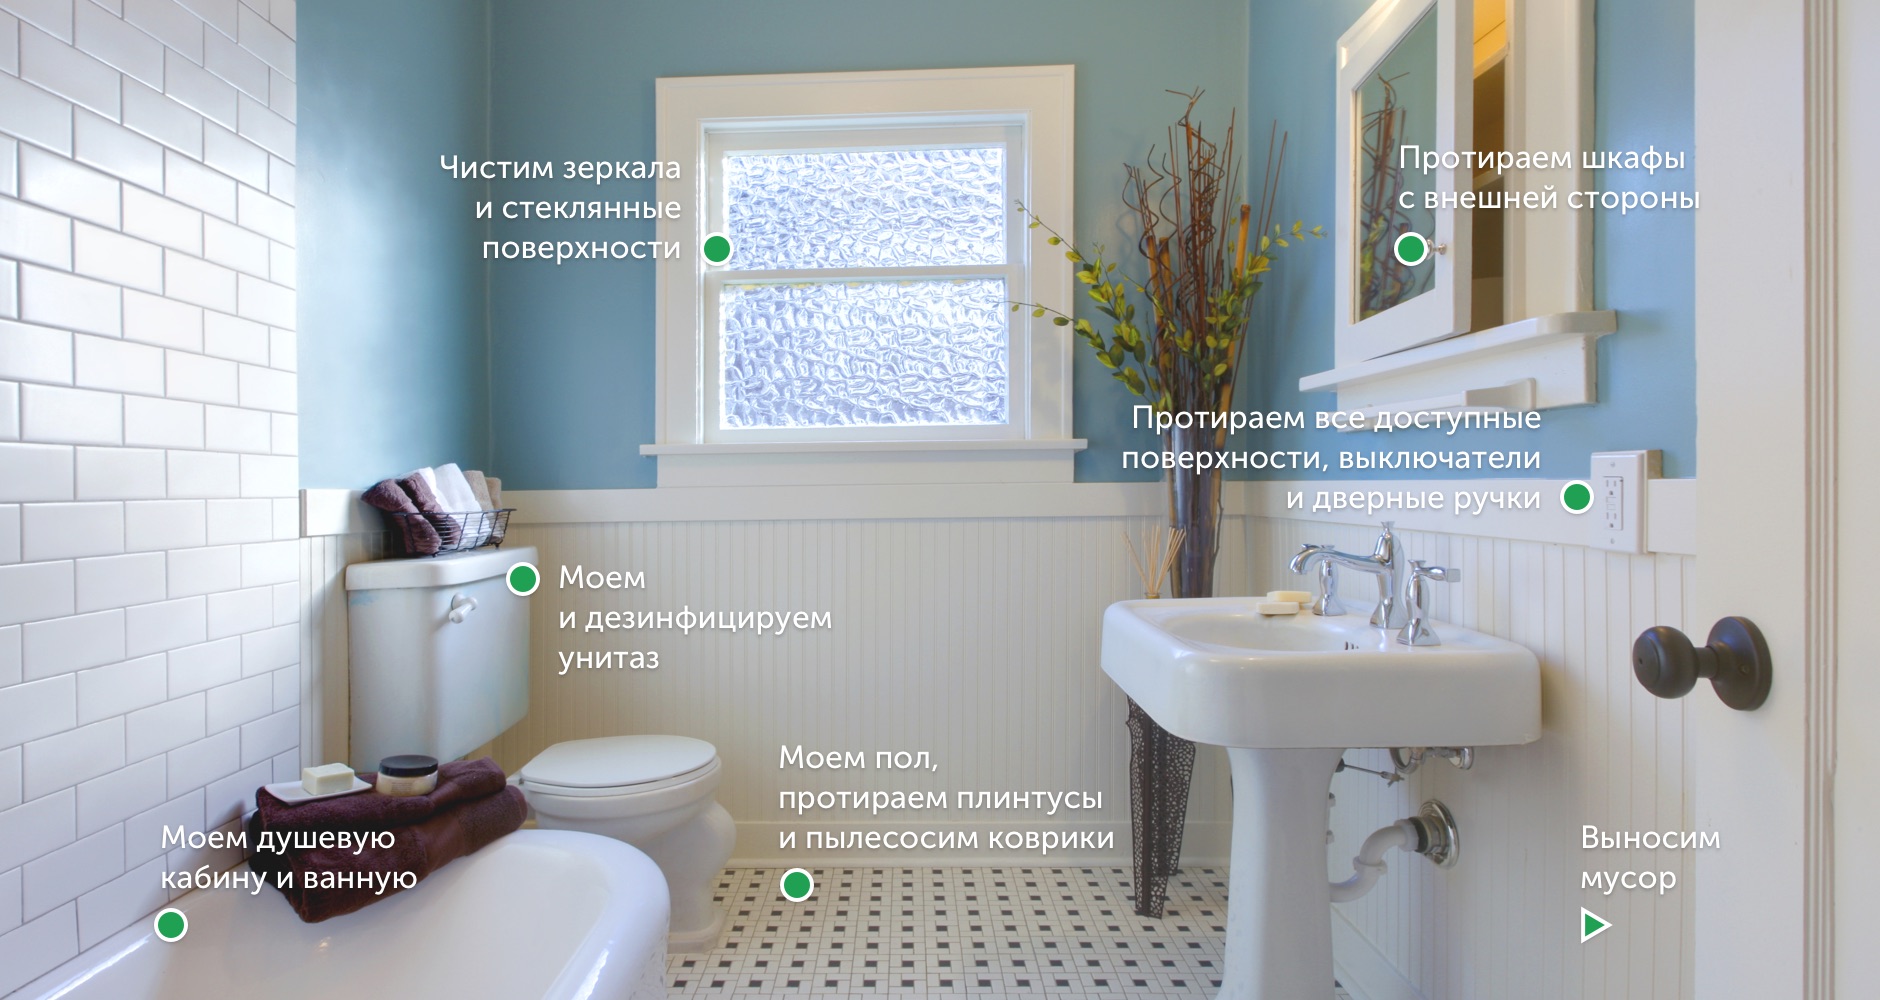 Чистим зеркала
и стеклянные
поверхности
Протираем шкафы
с внешней стороны
Протираем все доступные
поверхности, выключатели
и дверные ручки
Моем
и дезинфицируем
унитаз
Моем пол,
протираем плинтусы
и пылесосим коврики
Моем душевую
кабину и ванную
Выносим
мусор